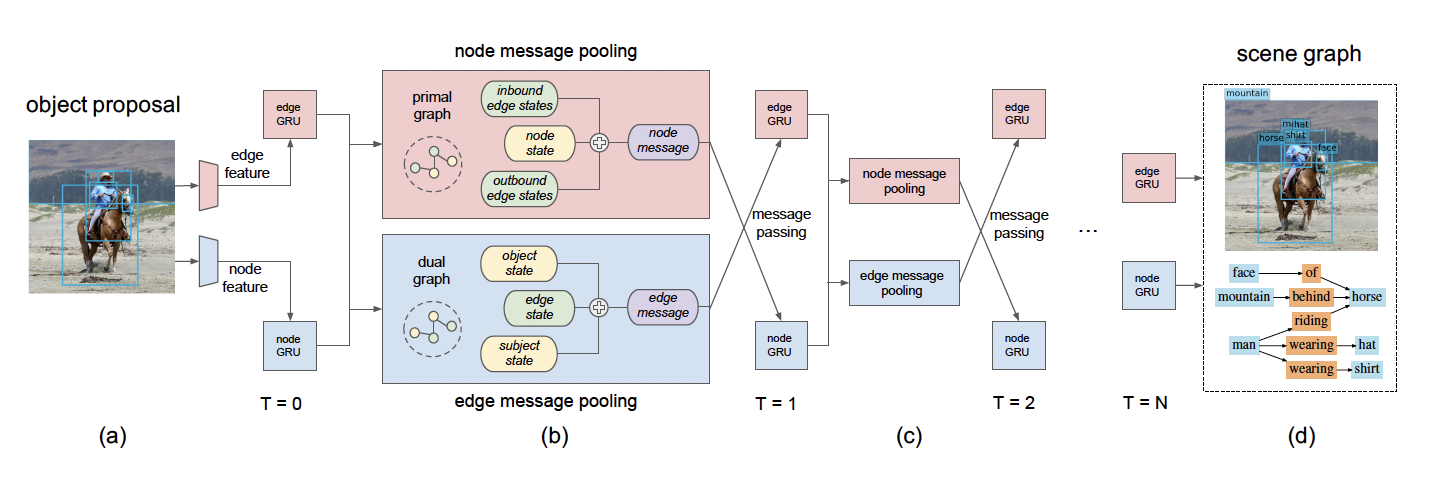 object proposal
edge
feature
node
feature
edge
GRU
node
GRU
T = 0
(a)
node message pooling
primal
graph
inbound
edge states
node
state
outbound
edge states
node
message
dual
graph
object
state
edge
state
subject
state
edge
message
edge message pooling
(b)
message
passing
edge
GRU
node
GRU
T = 1
node message
pooling
edge message
pooling
(c)
message
passing
edge
GRU
node
GRU
T = 2
...
edge
GRU
node
GRU
T = N
scene graph
mountain
hat
shirt
horse
face
face of
mountain behind horse
riding
man wearing hat
wearing shirt
(d)